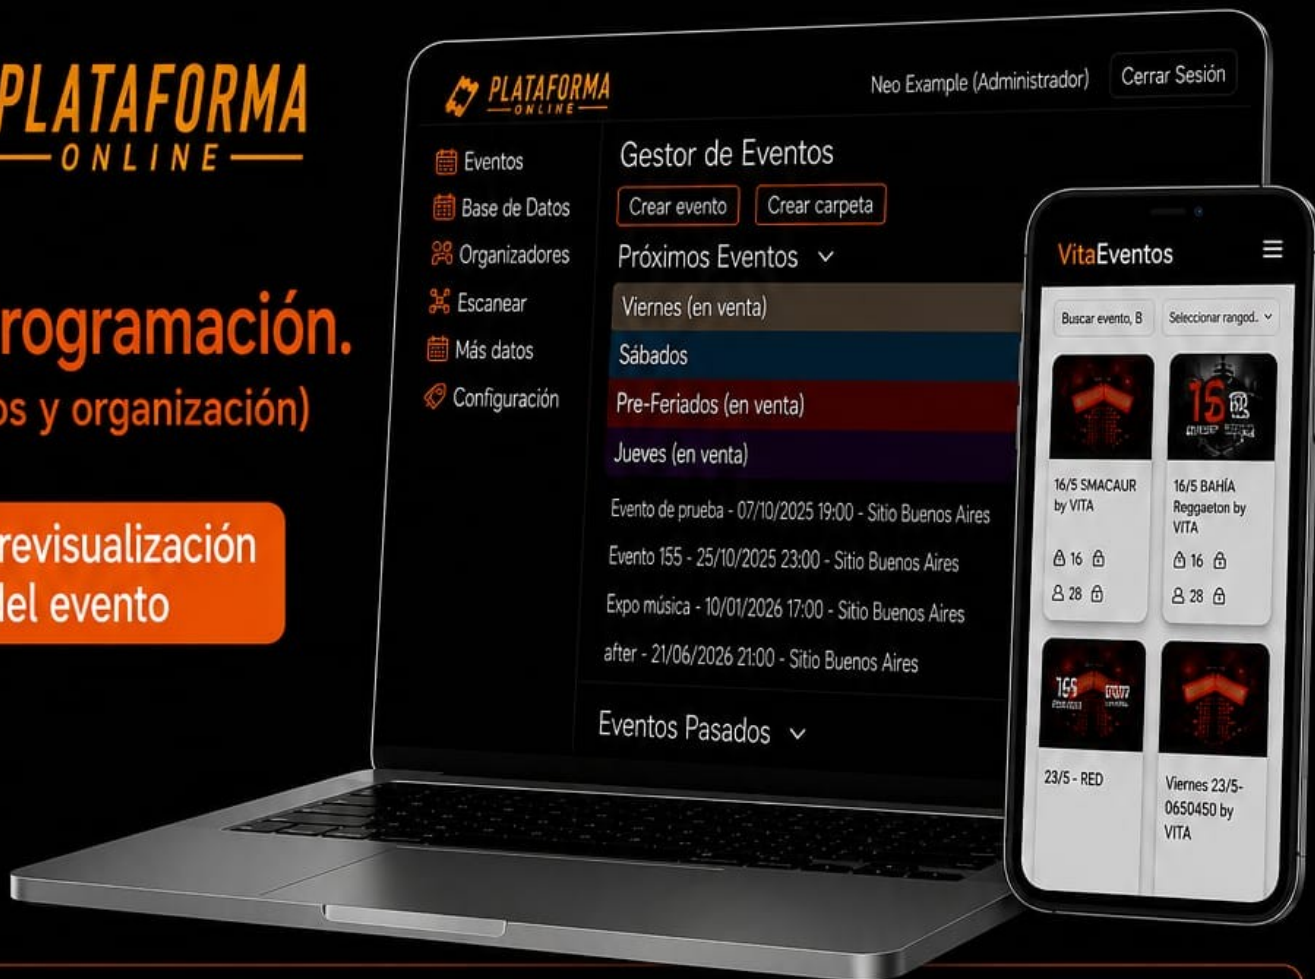 PLATAFORMA
ONLINE
rogramación.
os y organización)
revisualización
del evento
PLATAFORMA
ONLINE
Neo Example (Administrador)
Cerrar Sesión
Eventos
Base de Datos
Organizadores
Escanear
Más datos
Configuración
Gestor de Eventos
Crear evento
Crear carpeta
Próximos Eventos
Viernes (en venta)
Sábados
Pre-Feriados (en venta)
Jueves (en venta)
Evento de prueba - 07/10/2025 19:00 - Sitio Buenos Aires
Evento 155 - 25/10/2025 23:00 - Sitio Buenos Aires
Expo música - 10/01/2026 17:00 - Sitio Buenos Aires
after - 21/06/2026 21:00 - Sitio Buenos Aires
Eventos Pasados
VitaEventos
Buscar evento, B
Seleccionar rangod..
16/5 SMACAUR
by VITA
16
28
16/5 BAHÍA
Reggaeton by
VITA
16
28
23/5 - RED
Viernes 23/5-
0650450 by
VITA